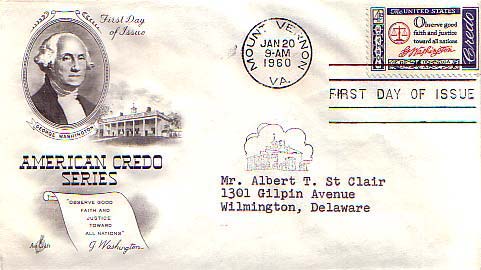 First Day
of Issue
GEORGE WASHINGTON
AMERICAN CREDO
SERIES
"OBSERVE GOOD
FAITH AND
JUSTICE
TOWARD
ALL NATIONS"
G. Washington
MOUNT VERNON
JAN 20
9-AM
1960
VA.
The UNITED STATES
Observe good
faith and justice
toward all nations
G. Washington
Credo
FIRST DAY OF ISSUE
Mr. Albert T. St Clair
1301 Gilpin Avenue
Wilmington, Delaware